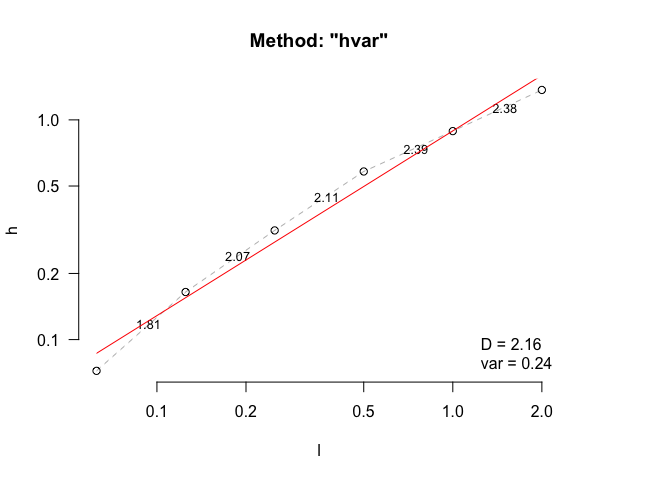 Method: "hvar"
h
1.0
0.5
0.2
0.1
2.38
2.39
2.11
2.07
1.81
D = 2.16
var = 0.24
0.1 0.2 0.5 1.0 2.0
l